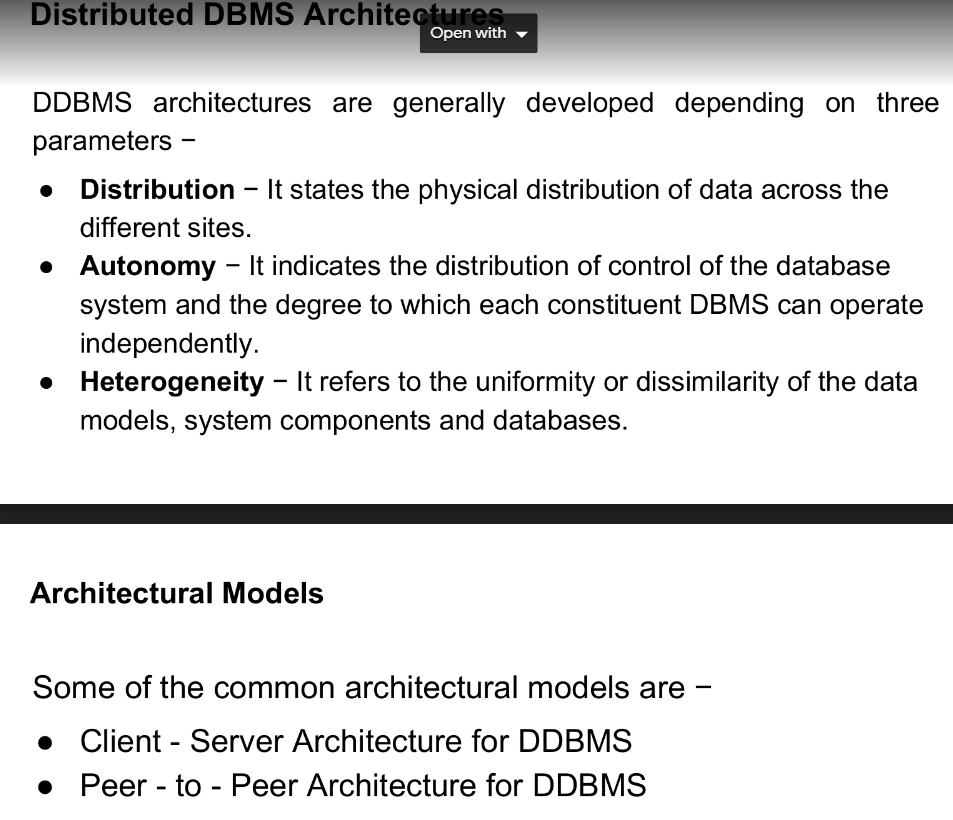 Distributed DBMS Architectures
Open with
DDBMS architectures are generally developed depending on three
parameters −
● Distribution − It states the physical distribution of data across the
different sites.
● Autonomy − It indicates the distribution of control of the database
system and the degree to which each constituent DBMS can operate
independently.
● Heterogeneity − It refers to the uniformity or dissimilarity of the data
models, system components and databases.
Architectural Models
Some of the common architectural models are −
● Client - Server Architecture for DDBMS
● Peer - to - Peer Architecture for DDBMS